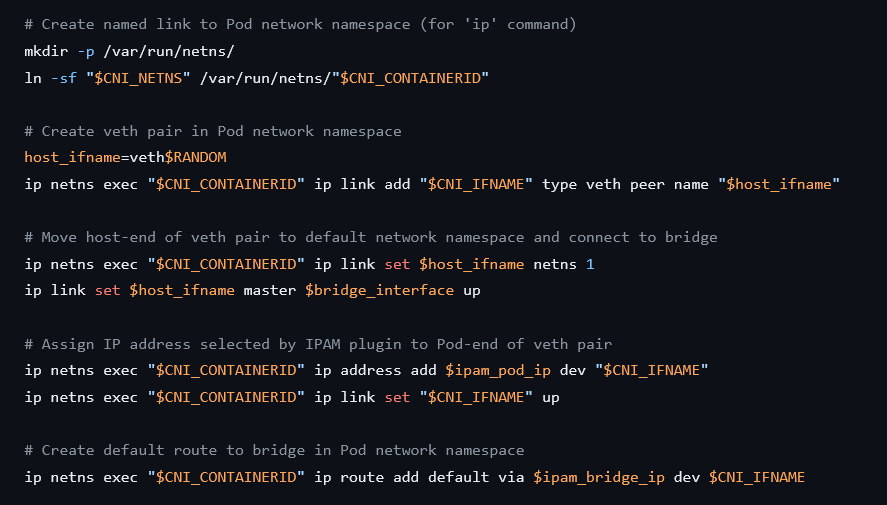 # Create named link to Pod network namespace (for 'ip' command)
mkdir -p /var/run/netns/
ln -sf "$CNI_NETNS" /var/run/netns/"$CNI_CONTAINERID"
# Create veth pair in Pod network namespace
host_ifname=veth$RANDOM
ip netns exec "$CNI_CONTAINERID" ip link add "$CNI_IFNAME" type veth peer name "$host_ifname"
# Move host-end of veth pair to default network namespace and connect to bridge
ip netns exec "$CNI_CONTAINERID" ip link set $host_ifname netns 1
ip link set $host_ifname master $bridge_interface up
# Assign IP address selected by IPAM plugin to Pod-end of veth pair
ip netns exec "$CNI_CONTAINERID" ip address add $ipam_pod_ip dev "$CNI_IFNAME"
ip netns exec "$CNI_CONTAINERID" ip link set "$CNI_IFNAME" up
# Create default route to bridge in Pod network namespace
ip netns exec "$CNI_CONTAINERID" ip route add default via $ipam_bridge_ip dev $CNI_IFNAME